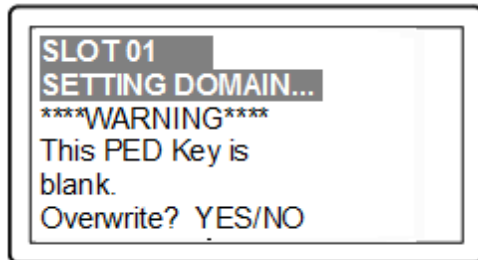 SLOT 01
SETTING DOMAIN...
****WARNING****
This PED Key is
blank.
Overwrite? YES/NO